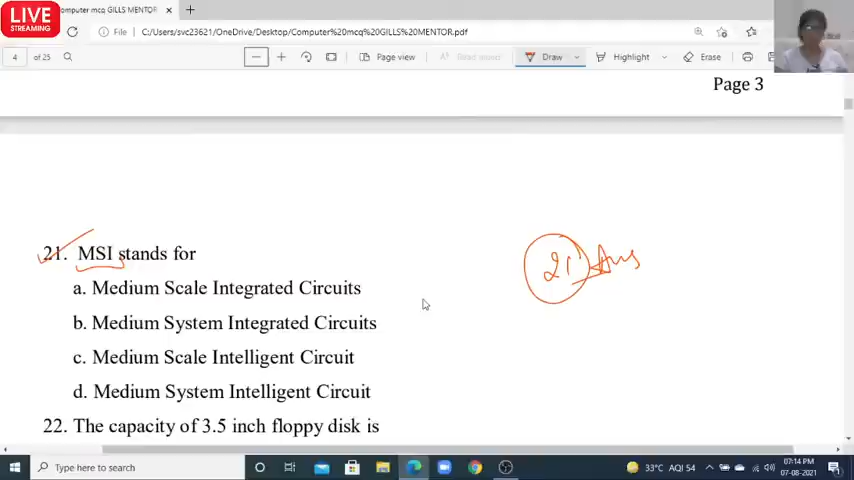 LIVE
STREAMING
Computer mcq GILLS MENTOR.pdf
File
C:/Users/svc23621/OneDrive/Desktop/Computer%20mcq%20GILLS%20MENTOR.pdf
4
of 25
Page view
Read aloud
Draw
Highlight
Erase
Page 3
21. MSI stands for
21 Ans
a. Medium Scale Integrated Circuits
b. Medium System Integrated Circuits
c. Medium Scale Intelligent Circuit
d. Medium System Intelligent Circuit
22. The capacity of 3.5 inch floppy disk is
Type here to search
33°C AQI 54
07:14 PM
07-08-2021